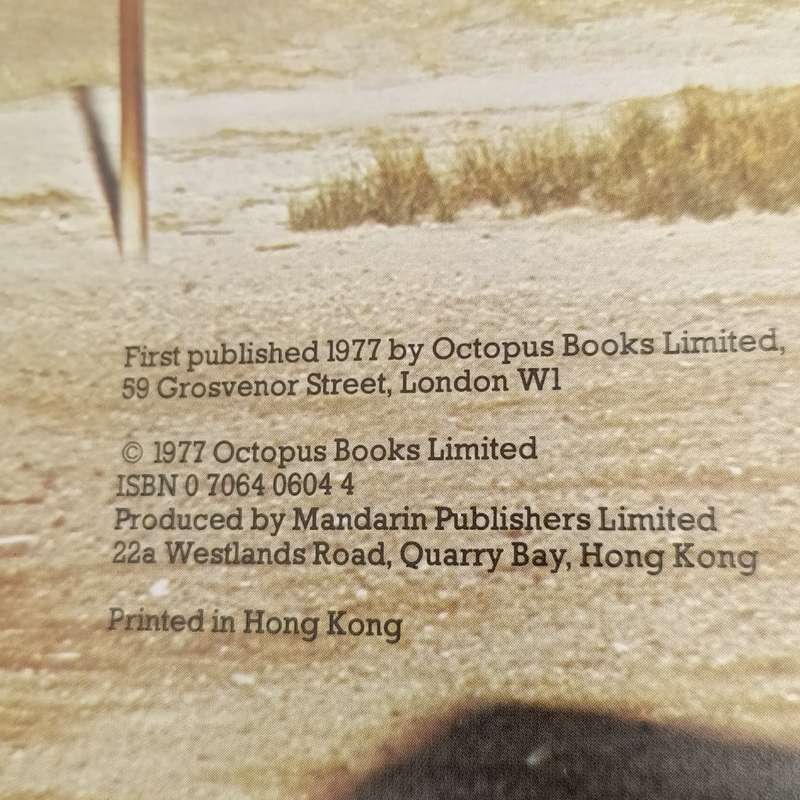 First published 1977 by Octopus Books Limited,
59 Grosvenor Street, London W1
© 1977 Octopus Books Limited
ISBN 0 7064 0604 4
Produced by Mandarin Publishers Limited
22a Westlands Road, Quarry Bay, Hong Kong
Printed in Hong Kong